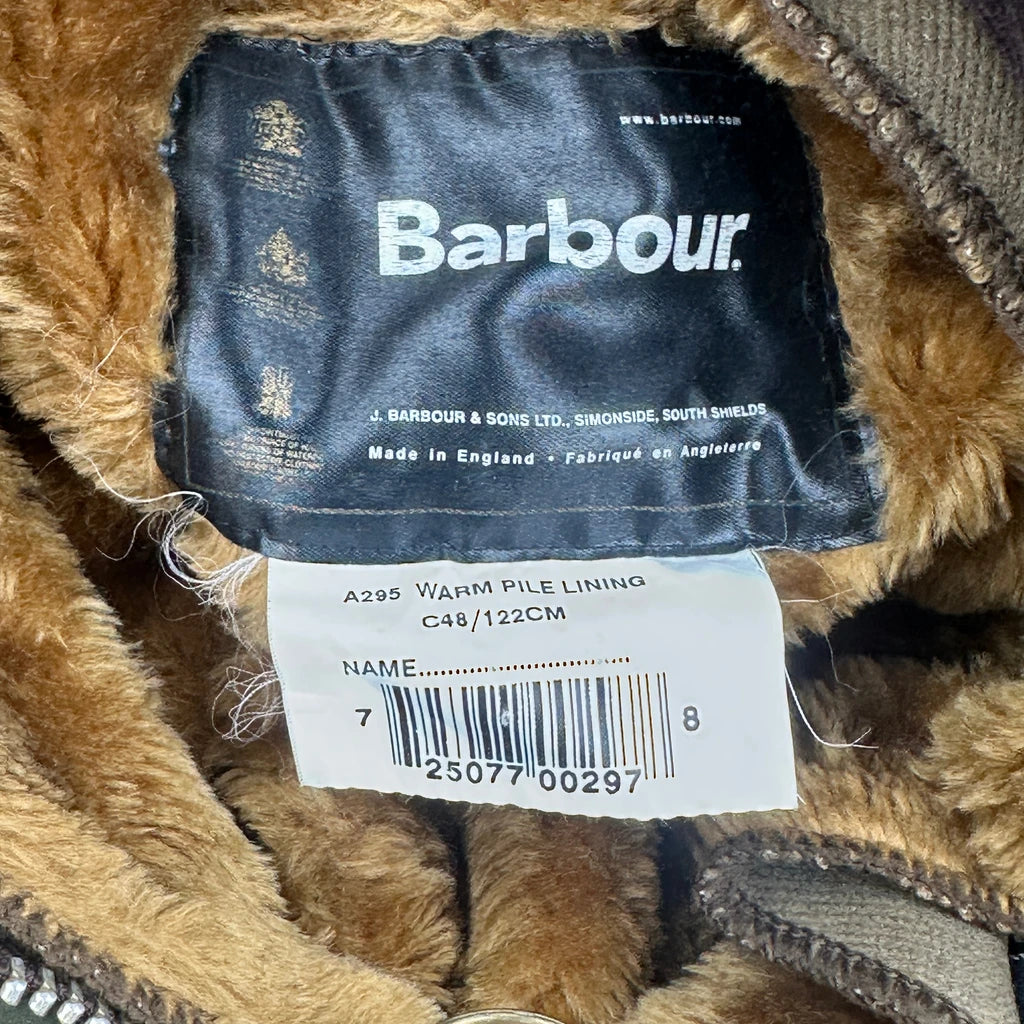 www.barbour.com
Barbour.
J. BARBOUR & SONS LTD., SIMONSIDE, SOUTH SHIELDS
Made in England • Fabriqué en Angleterre
A295 WARM PILE LINING
C48/122CM
NAME..............................
7 25077 00297 8